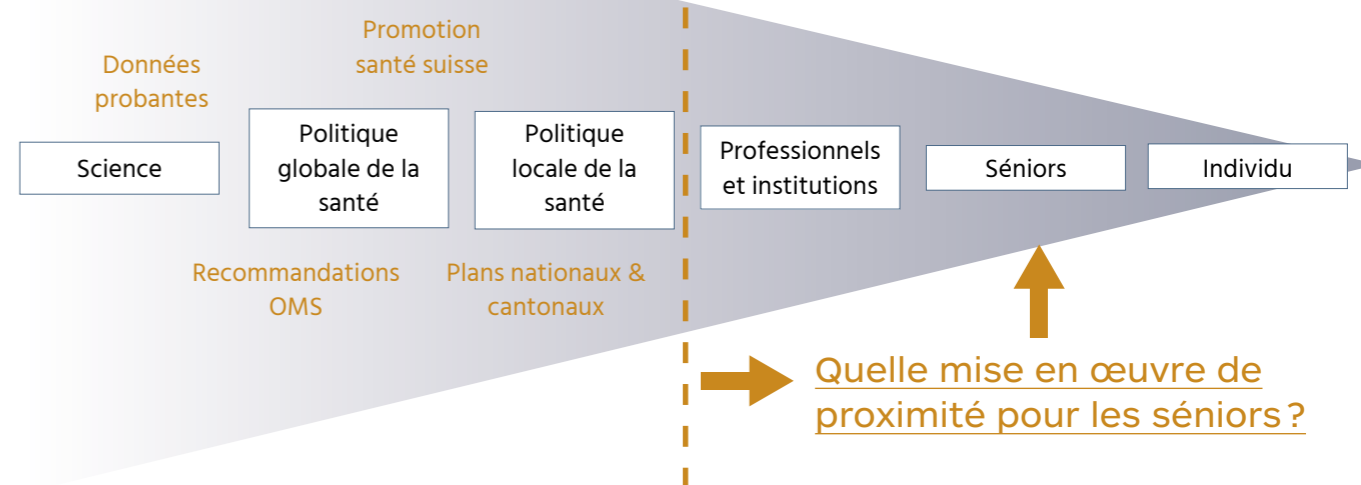 Promotion
santé suisse
Données
probantes
Science
Politique
globale de la
santé
Politique
locale de la
santé
Professionnels
et institutions
Séniors
Individu
Recommandations
OMS
Plans nationaux &
cantonaux
Quelle mise en œuvre de
proximité pour les séniors ?